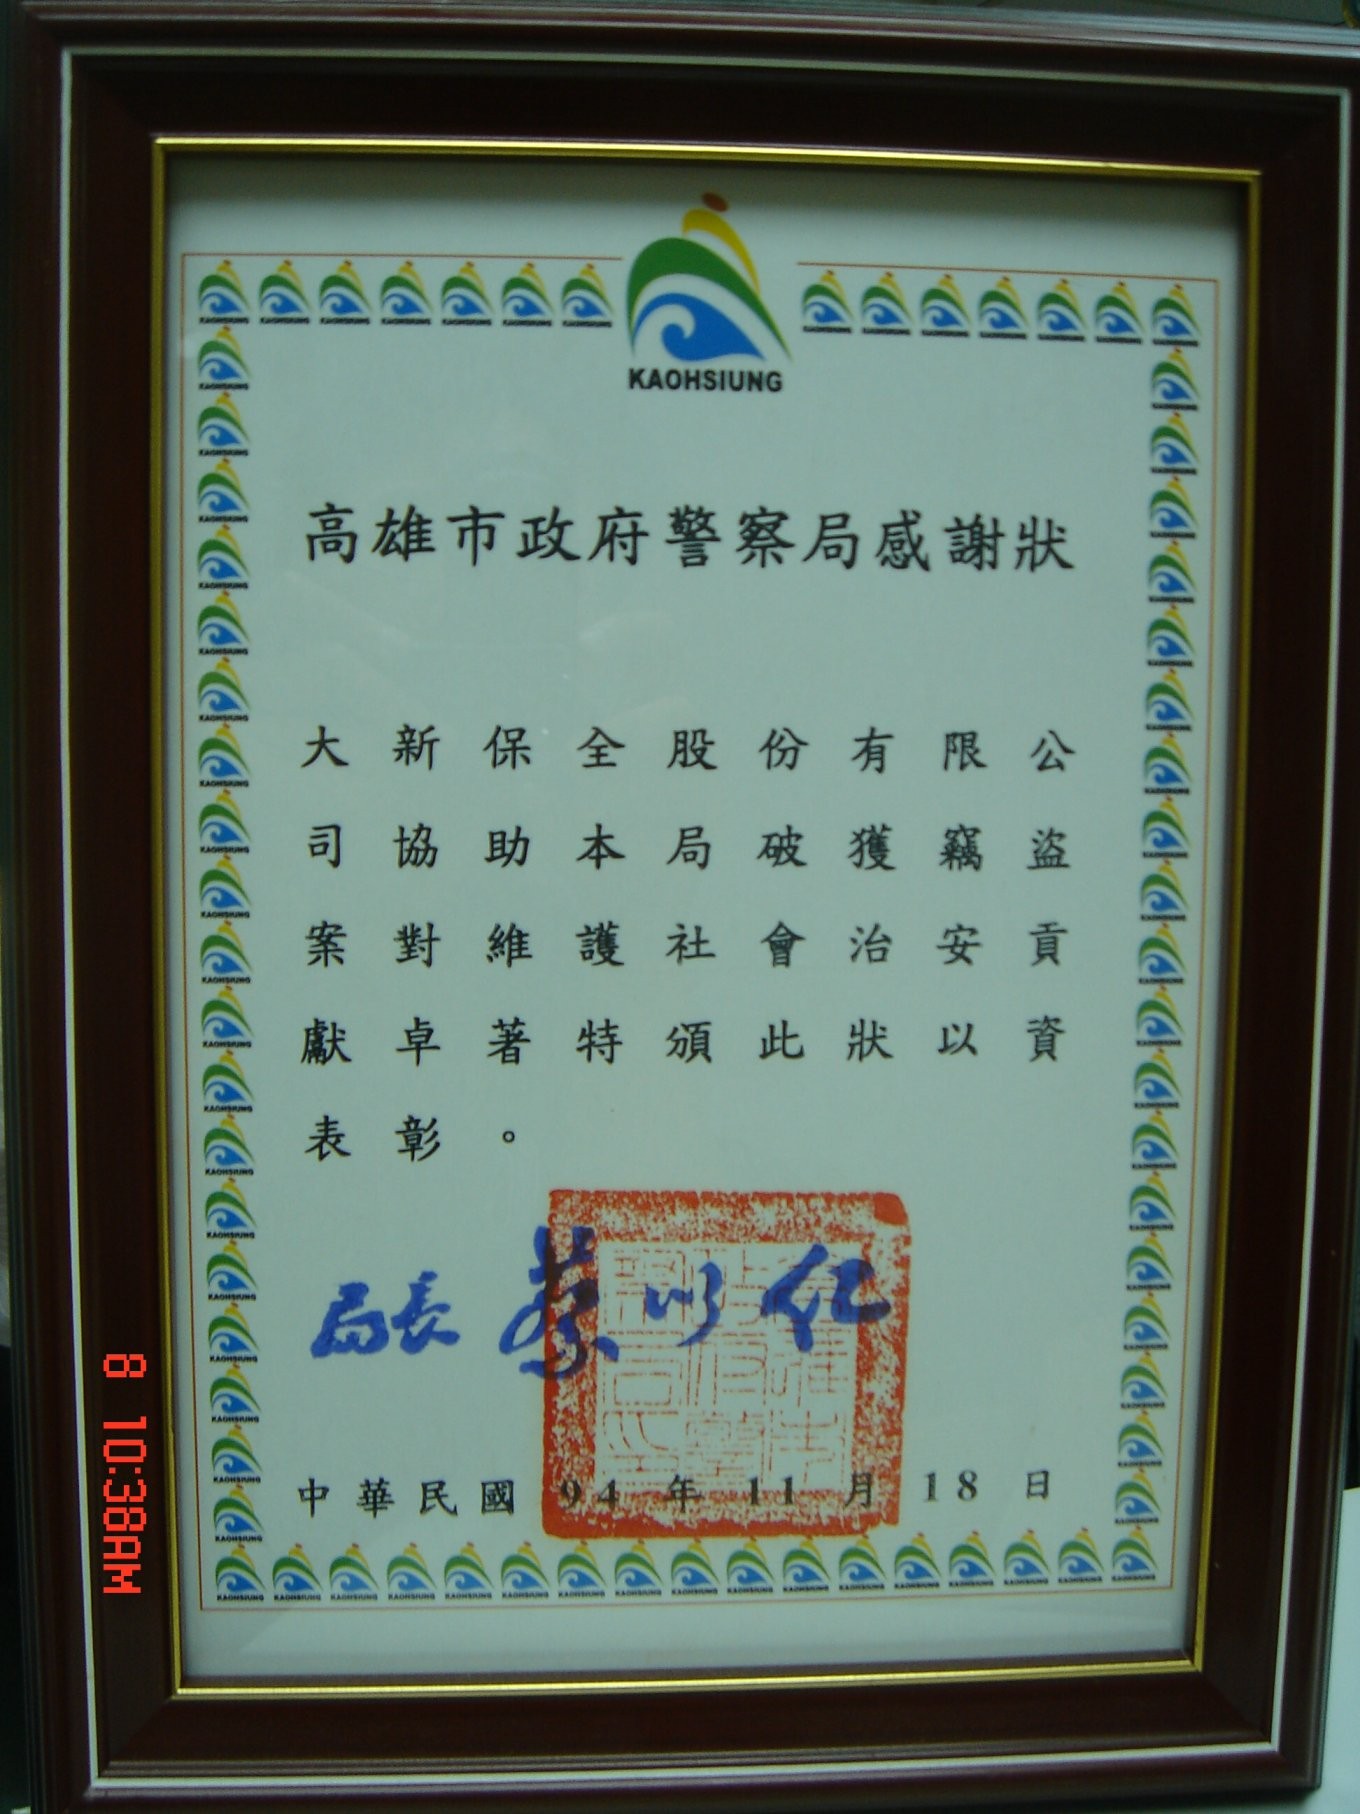 KAOHSIUNG
高雄市政府警察局感謝狀
大新保全股份有限公
司協助本局破獲竊盜
案對維護社會治安貢
獻卓著特頒此狀以資
表彰。
局長 蔡以仁
中華民國 94 年 11 月 18 日
8 10:38AM